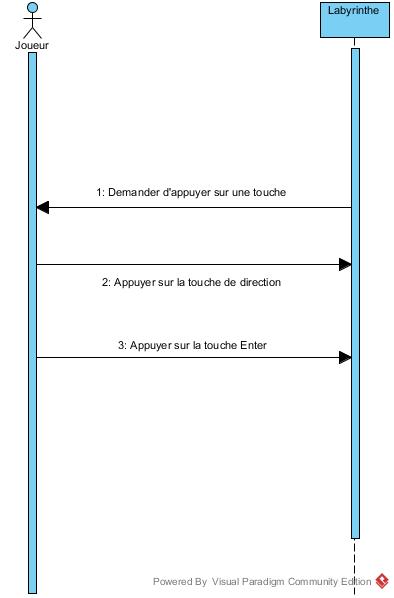 Labyrinthe
Joueur
1: Demander d'appuyer sur une touche
2: Appuyer sur la touche de direction
3: Appuyer sur la touche Enter
Powered By Visual Paradigm Community Edition